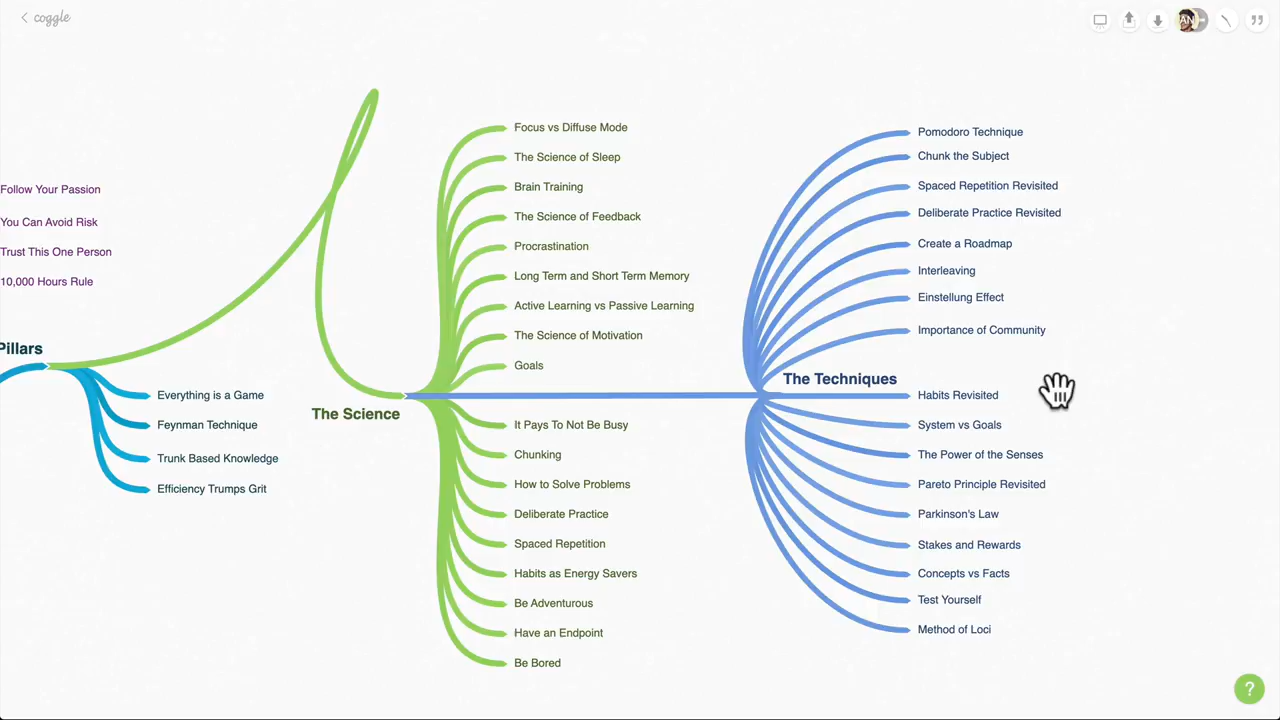 coggle
AN
Follow Your Passion
You Can Avoid Risk
Trust This One Person
10,000 Hours Rule
Pillars
Everything is a Game
Feynman Technique
Trunk Based Knowledge
Efficiency Trumps Grit
The Science
Focus vs Diffuse Mode
The Science of Sleep
Brain Training
The Science of Feedback
Procrastination
Long Term and Short Term Memory
Active Learning vs Passive Learning
The Science of Motivation
Goals
It Pays To Not Be Busy
Chunking
How to Solve Problems
Deliberate Practice
Spaced Repetition
Habits as Energy Savers
Be Adventurous
Have an Endpoint
Be Bored
The Techniques
Pomodoro Technique
Chunk the Subject
Spaced Repetition Revisited
Deliberate Practice Revisited
Create a Roadmap
Interleaving
Einstellung Effect
Importance of Community
Habits Revisited
System vs Goals
The Power of the Senses
Pareto Principle Revisited
Parkinson's Law
Stakes and Rewards
Concepts vs Facts
Test Yourself
Method of Loci
?